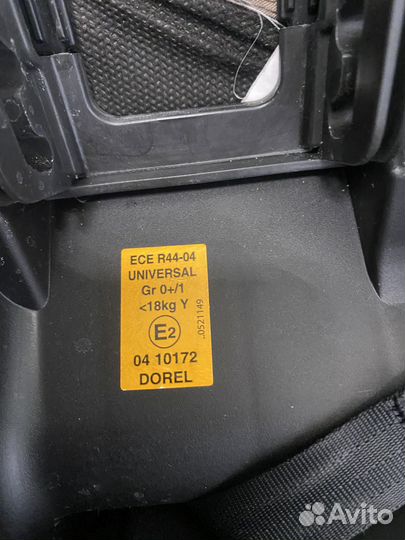 ECE R44-04
UNIVERSAL
Gr 0+/1
<18kg Y
E2
04 10172
DOREL
..0521149
Avito